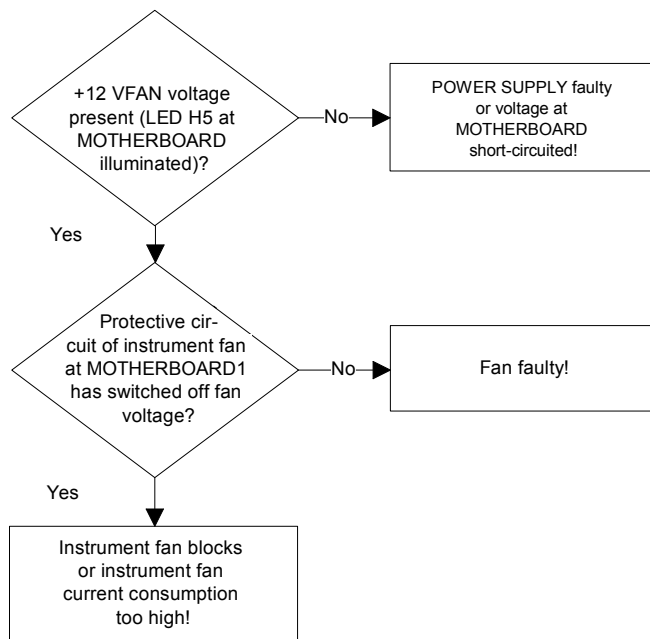 +12 VFAN voltage
present (LED H5 at
MOTHERBOARD
illuminated)?
No
POWER SUPPLY faulty
or voltage at
MOTHERBOARD
short-circuited!
Yes
Protective cir-
cuit of instrument fan
at MOTHERBOARD1
has switched off fan
voltage?
No
Fan faulty!
Yes
Instrument fan blocks
or instrument fan
current consumption
too high!